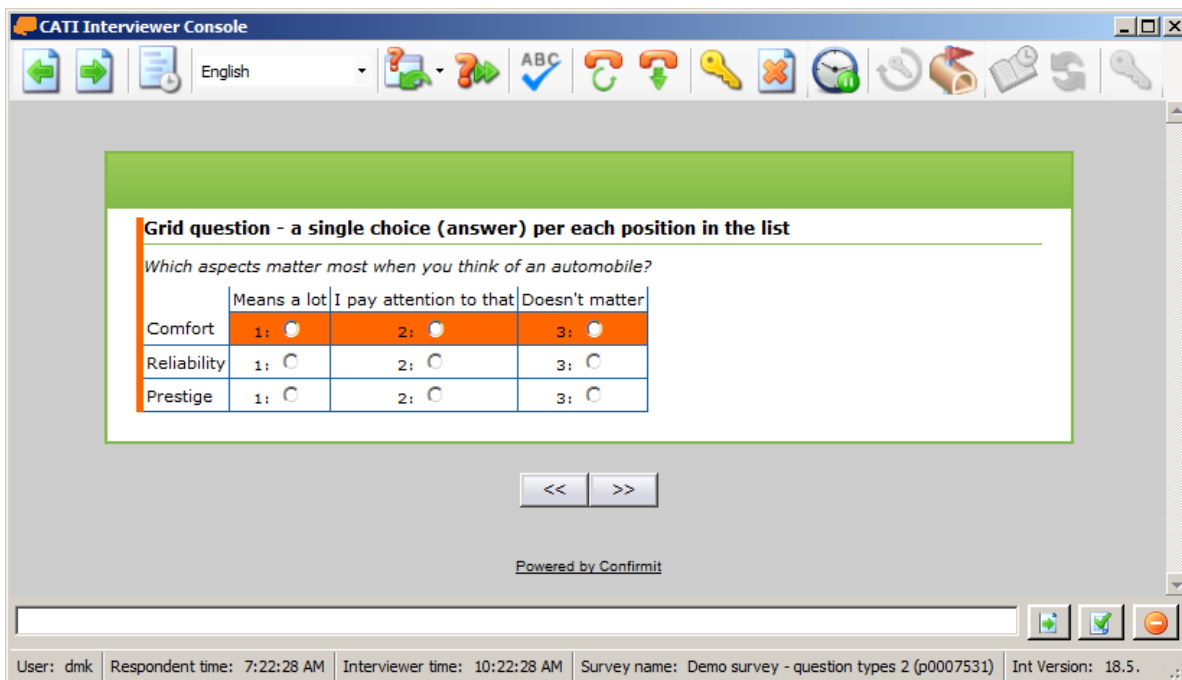 CATI Interviewer Console
English
ABC
Grid question - a single choice (answer) per each position in the list
Which aspects matter most when you think of an automobile?
Means a lot I pay attention to that Doesn't matter
Comfort 1: 2: 3:
Reliability 1: 2: 3:
Prestige 1: 2: 3:
<< >>
Powered by Confirmit
User: dmk Respondent time: 7:22:28 AM Interviewer time: 10:22:28 AM Survey name: Demo survey - question types 2 (p0007531) Int Version: 18.5.